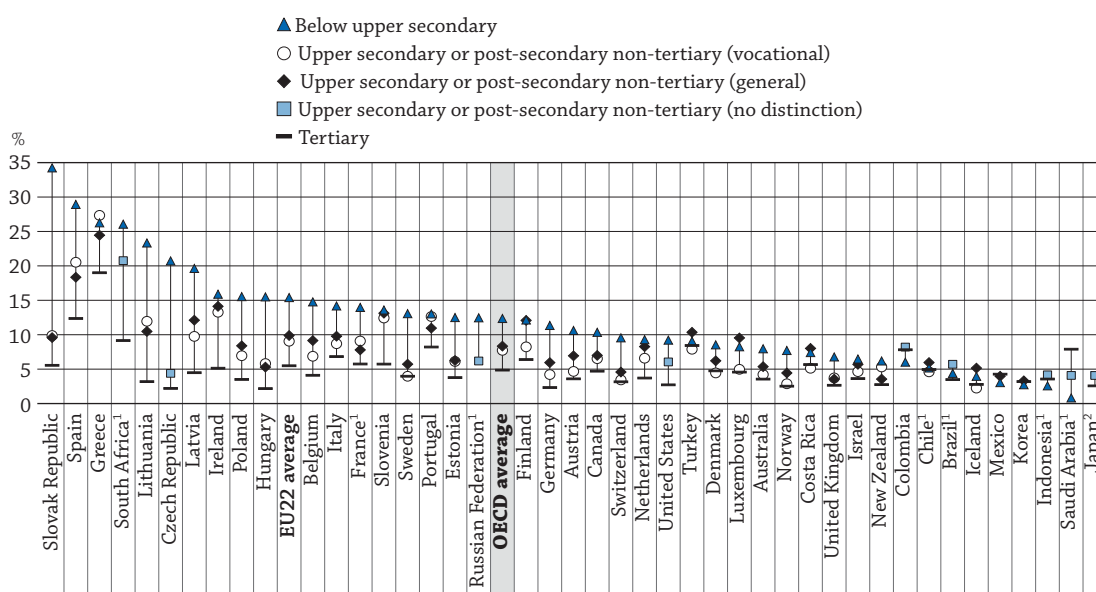 Below upper secondary
Upper secondary or post-secondary non-tertiary (vocational)
Upper secondary or post-secondary non-tertiary (general)
Upper secondary or post-secondary non-tertiary (no distinction)
Tertiary
%
35
30
25
20
15
10
5
0
Slovak Republic
Spain
Greece
South Africa¹
Lithuania
Czech Republic
Latvia
Ireland
Poland
Hungary
EU22 average
Belgium
Italy
France¹
Slovenia
Sweden
Portugal
Estonia
Russian Federation¹
OECD average
Finland
Germany
Austria
Canada
Switzerland
Netherlands
United States
Turkey
Denmark
Luxembourg
Australia
Norway
Costa Rica
United Kingdom
Israel
New Zealand
Colombia
Chile¹
Brazil¹
Iceland
Mexico
Korea
Indonesia¹
Saudi Arabia¹
Japan²